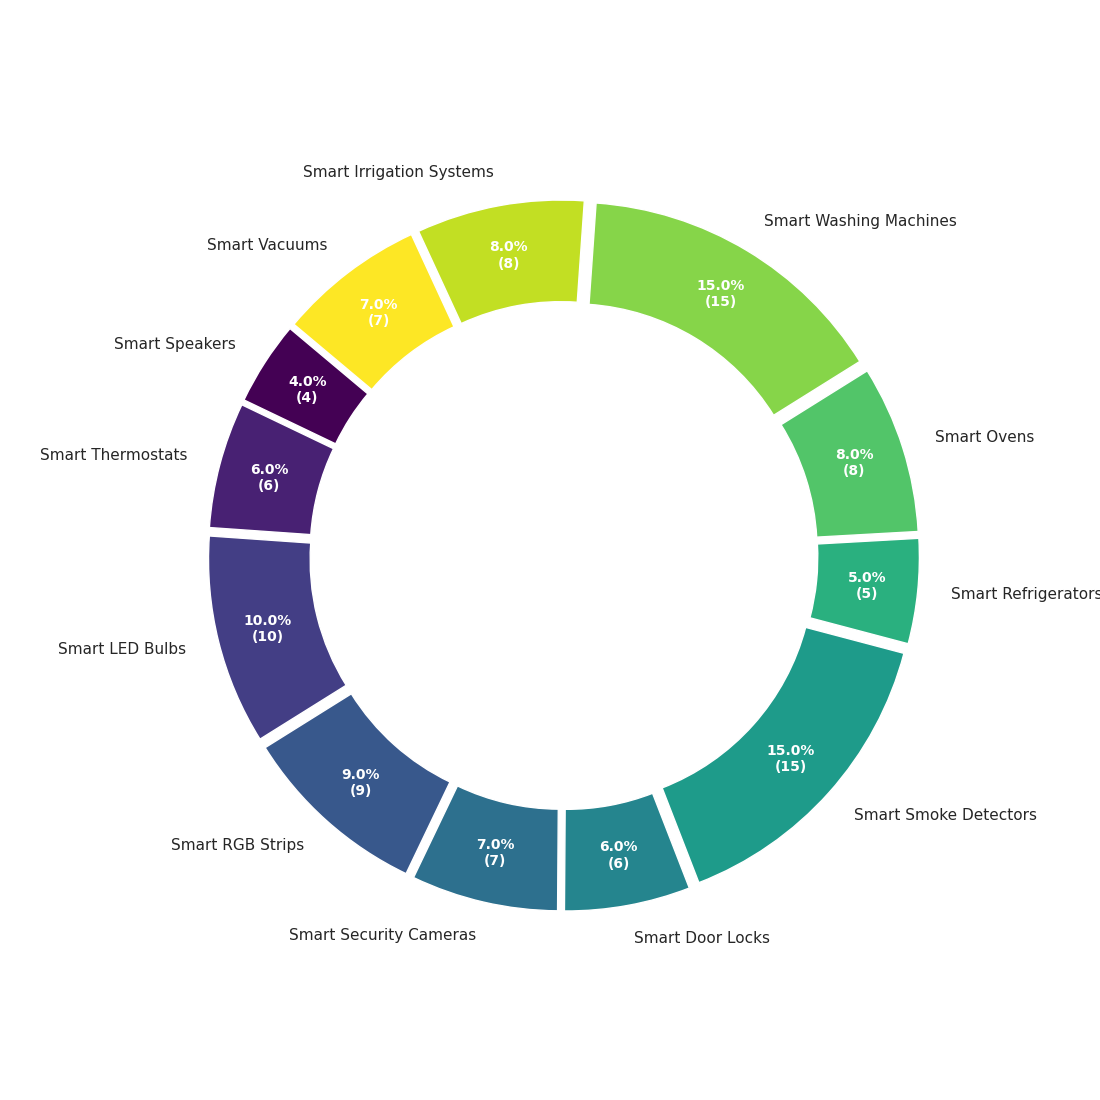 Smart Irrigation Systems
8.0%
(8)
Smart Washing Machines
15.0%
(15)
Smart Vacuums
7.0%
(7)
Smart Speakers
4.0%
(4)
Smart Ovens
8.0%
(8)
Smart Thermostats
6.0%
(6)
Smart Refrigerators
5.0%
(5)
Smart LED Bulbs
10.0%
(10)
Smart Smoke Detectors
15.0%
(15)
Smart RGB Strips
9.0%
(9)
Smart Security Cameras
7.0%
(7)
Smart Door Locks
6.0%
(6)